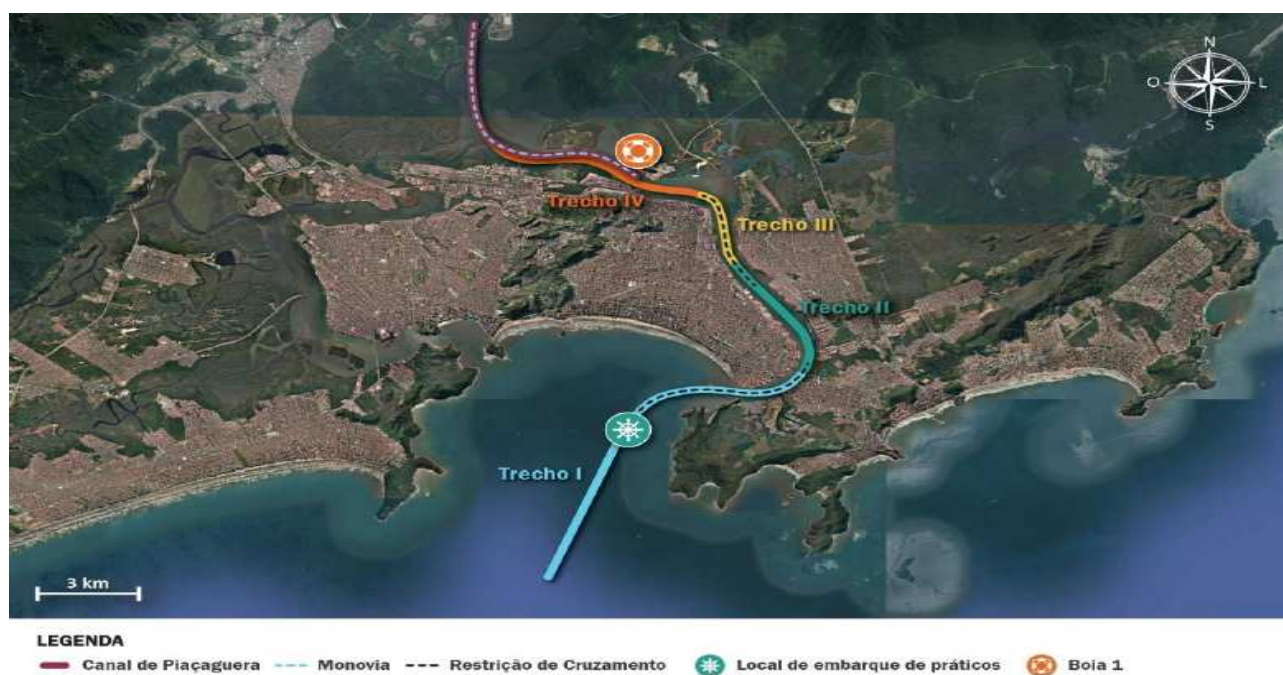 N
O L
S
Trecho IV
Trecho III
Trecho II
Trecho I
3 km
LEGENDA
Canal de Piaçaguera Monovia Restrição de Cruzamento Local de embarque de práticos Boia 1